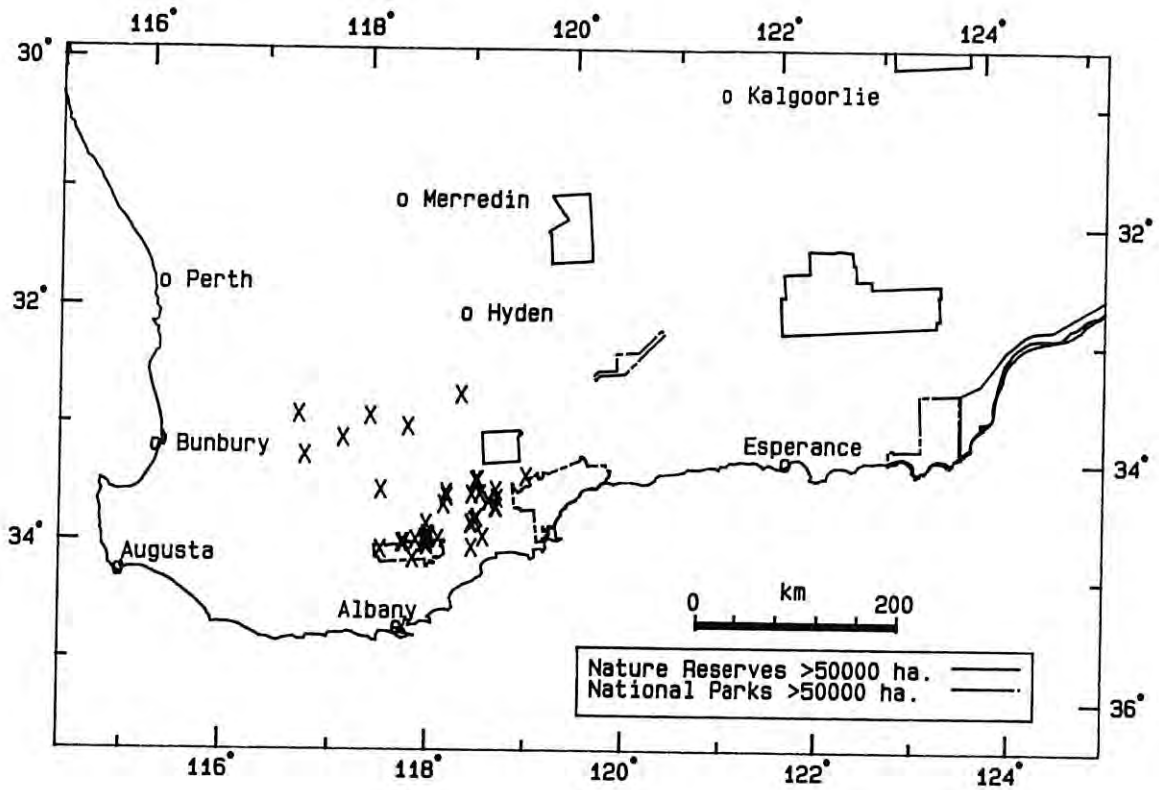 116° 118° 120° 122° 124°
30°
Kalgoorlie
Merredin
32°
Perth
32°
Hyden
Bunbury
Esperance
34°
34°
Augusta
Albany
km
0 200
Nature Reserves >50000 ha.
National Parks >50000 ha.
36°
116° 118° 120° 122° 124°